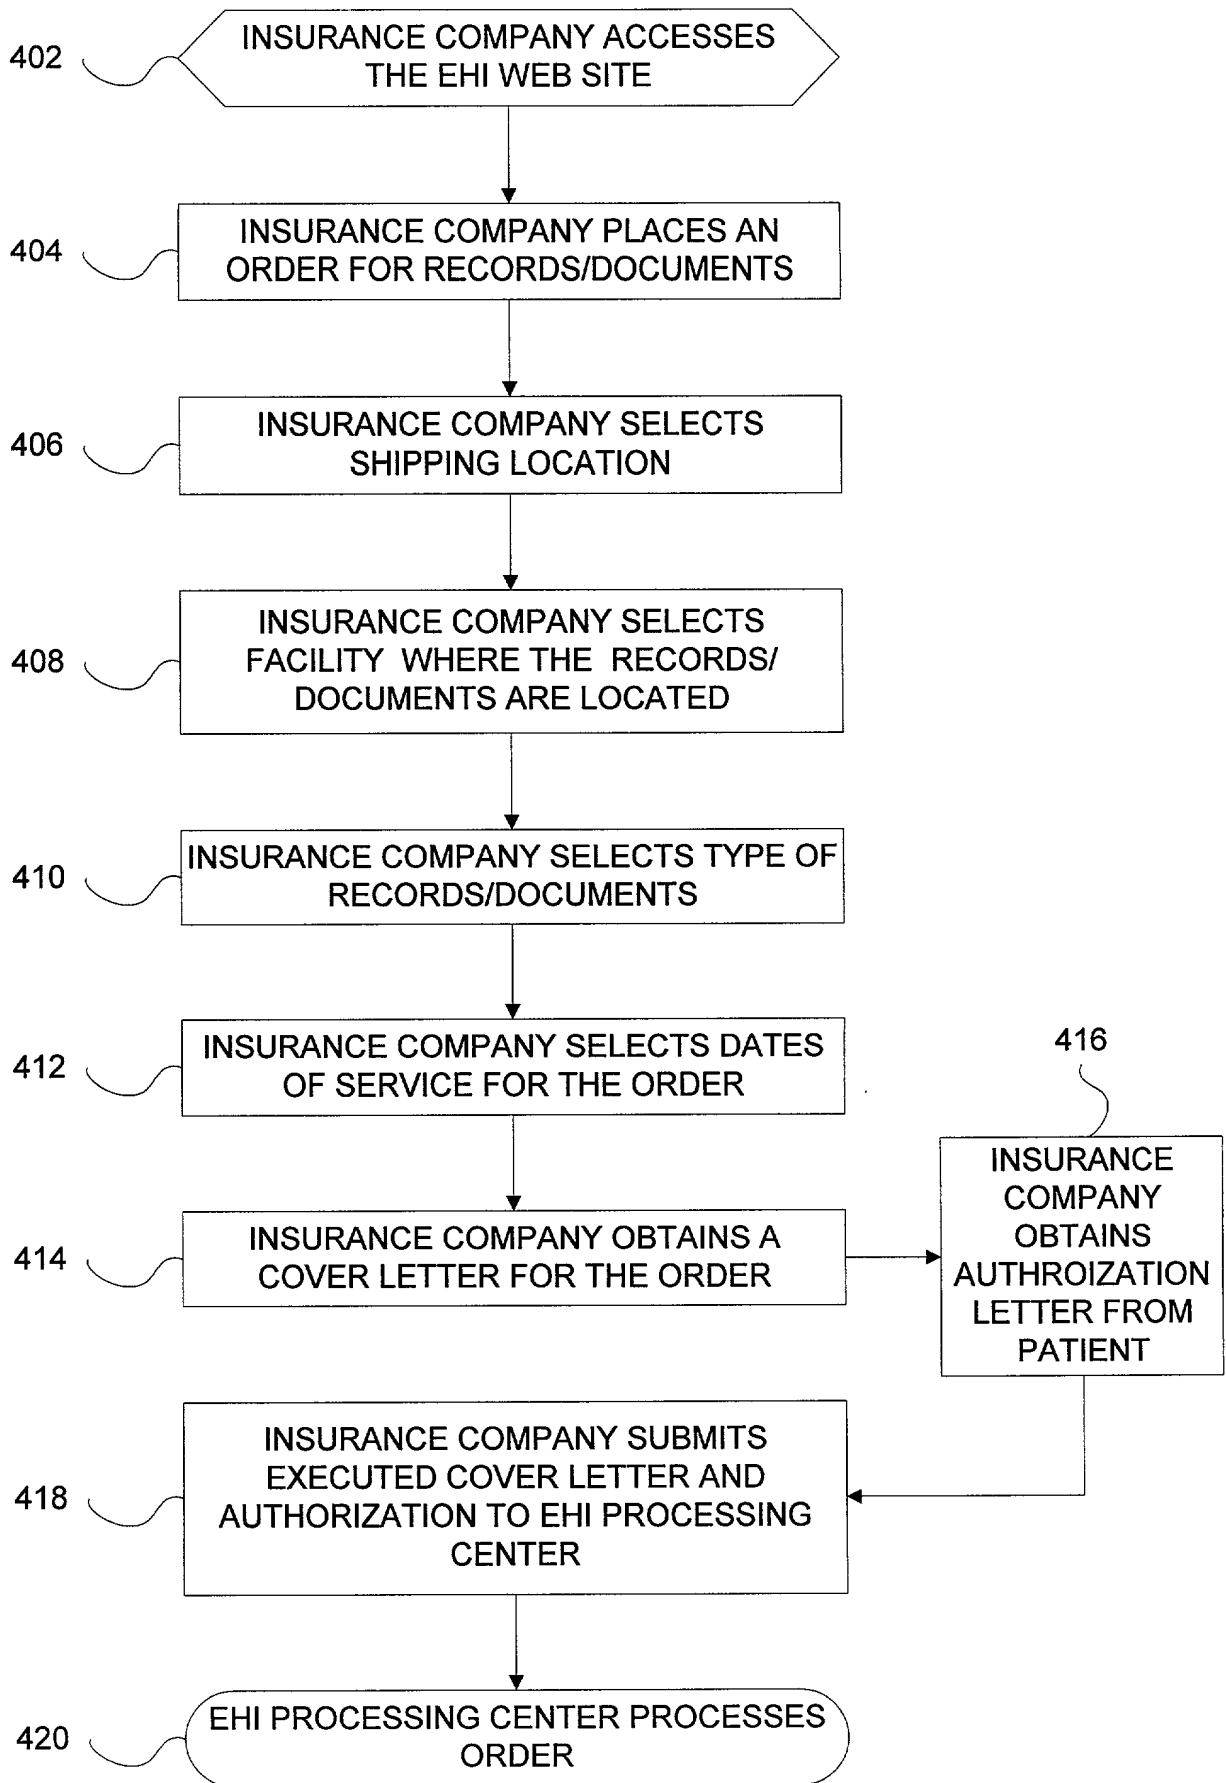 402
INSURANCE COMPANY ACCESSES
THE EHI WEB SITE
404
INSURANCE COMPANY PLACES AN
ORDER FOR RECORDS/DOCUMENTS
406
INSURANCE COMPANY SELECTS
SHIPPING LOCATION
408
INSURANCE COMPANY SELECTS
FACILITY WHERE THE RECORDS/
DOCUMENTS ARE LOCATED
410
INSURANCE COMPANY SELECTS TYPE OF
RECORDS/DOCUMENTS
412
INSURANCE COMPANY SELECTS DATES
OF SERVICE FOR THE ORDER
414
INSURANCE COMPANY OBTAINS A
COVER LETTER FOR THE ORDER
416
INSURANCE
COMPANY
OBTAINS
AUTHROIZATION
LETTER FROM
PATIENT
418
INSURANCE COMPANY SUBMITS
EXECUTED COVER LETTER AND
AUTHORIZATION TO EHI PROCESSING
CENTER
420
EHI PROCESSING CENTER PROCESSES
ORDER